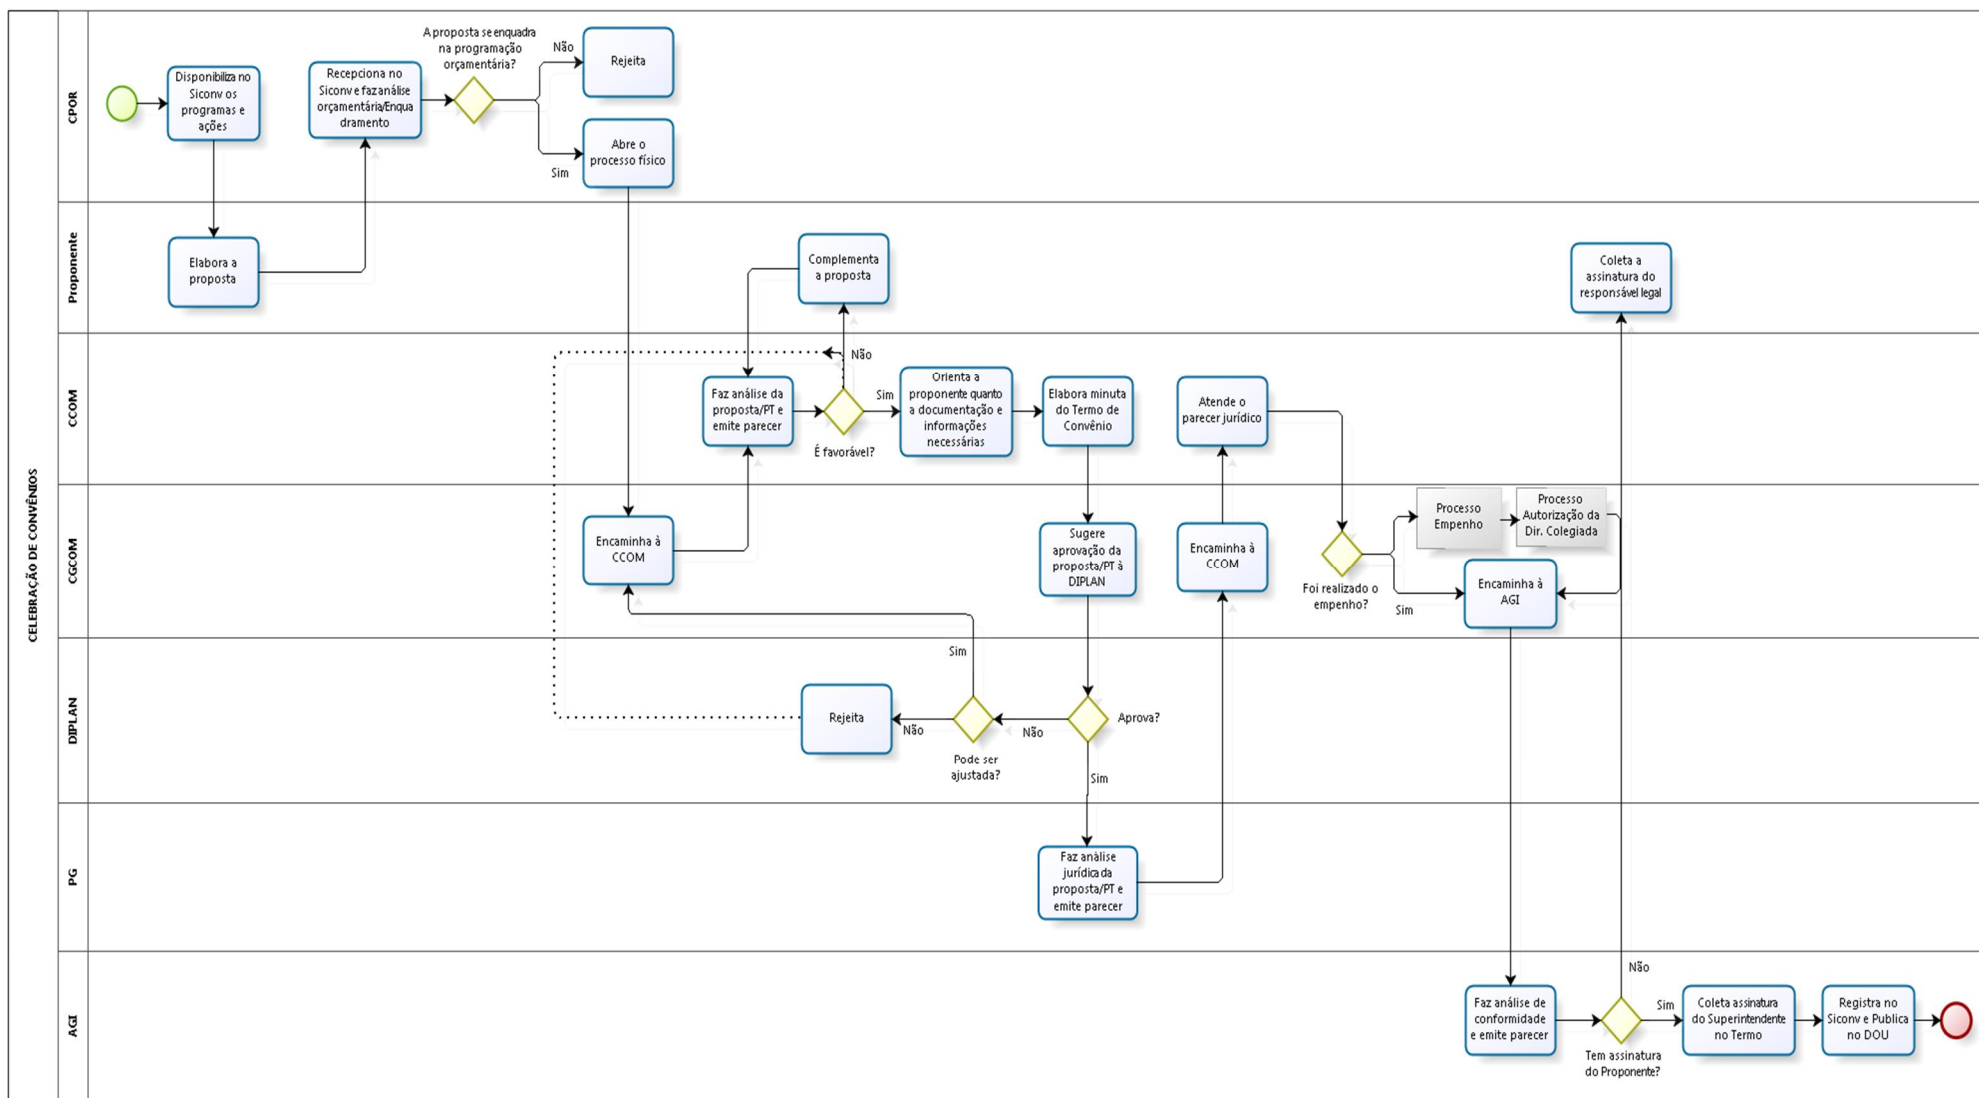 CELEBRAÇÃO DE CONVÊNIOS
CPOR
Disponibiliza no
Siconv os
programas e
ações
Recepciona no
Siconv e faz análise
orçamentária/Enqua
dramento
A proposta se enquadra
na programação
orçamentária?
Não
Rejeita
Sim
Abre o
processo físico
Proponente
Elabora a
proposta
Complementa
a proposta
Coleta a
assinatura do
responsável legal
CCOM
Faz análise da
proposta/PT e
emite parecer
Não
É favorável?
Sim
Orienta a
proponente quanto
a documentação e
informações
necessárias
Elabora minuta
do Termo de
Convênio
Atende o
parecer jurídico
CGCOM
Encaminha à
CCOM
Sugere
aprovação da
proposta/PT à
DIPLAN
Encaminha à
CCOM
Foi realizado o
empenho?
Processo
Empenho
Processo
Autorização da
Dir. Colegiada
Sim
Encaminha à
AGI
DIPLAN
Rejeita
Não
Sim
Pode ser
ajustada?
Não
Aprova?
Sim
PG
Faz análise
jurídica da
proposta/PT e
emite parecer
AGI
Faz análise de
conformidade
e emite parecer
Não
Tem assinatura
do Proponente?
Sim
Coleta assinatura
do Superintendente
no Termo
Registra no
Siconv e Publica
no DOU